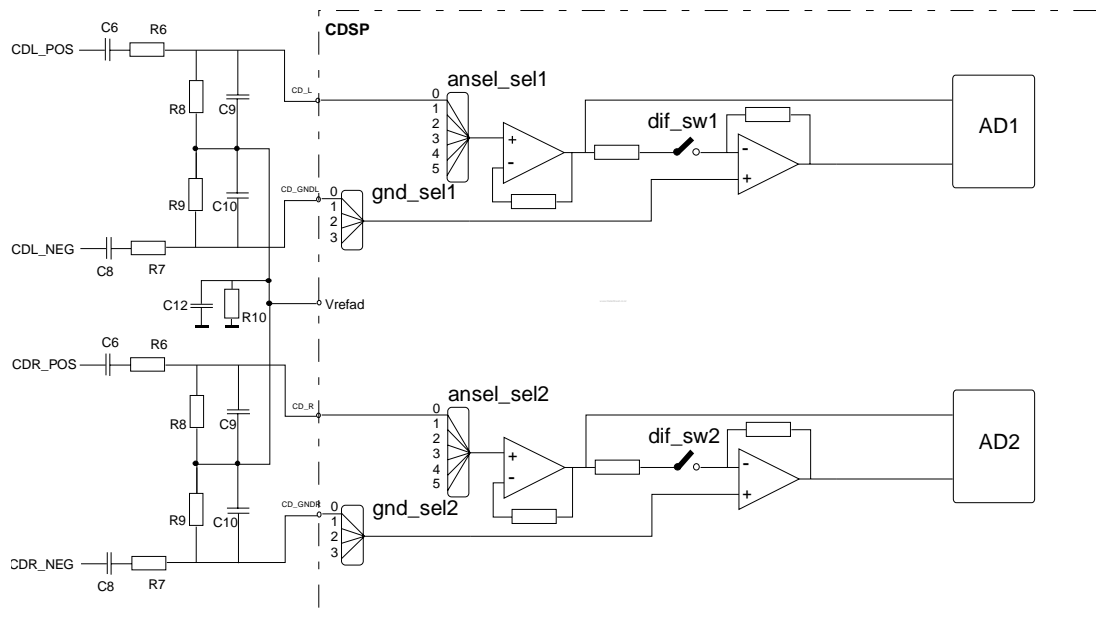 CDSP
C6 R6
CDL_POS
R8 C9
CD_L
ansel_sel1
0
1
2
3
4
5
+
-
dif_sw1
-
+
AD1
R9 C10
CD_GNDL
gnd_sel1
0
1
2
3
CDL_NEG
C8 R7
C12 R10
Vrefad
C6 R6
CDR_POS
R8 C9
CD_R
ansel_sel2
0
1
2
3
4
5
+
-
dif_sw2
-
+
AD2
R9 C10
CD_GNDR
gnd_sel2
0
1
2
3
CDR_NEG
C8 R7